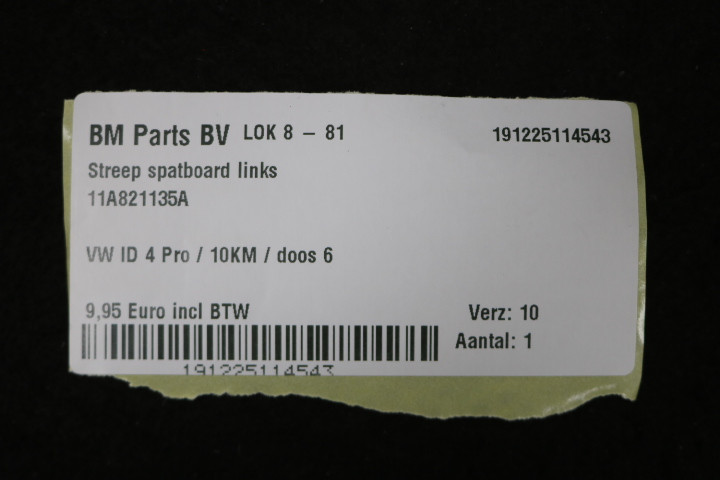 BM Parts BV LOK 8 – 81 191225114543
Streep spatboard links
11A821135A
VW ID 4 Pro / 10KM / doos 6
9,95 Euro incl BTW Verz: 10
Aantal: 1
191225114543